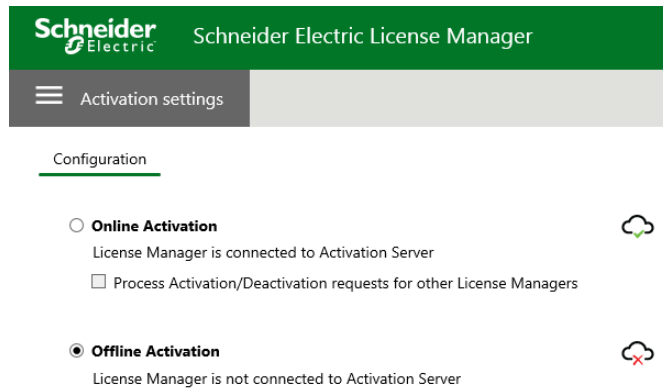 Schneider
Electric
Schneider Electric License Manager
Activation settings
Configuration
Online Activation
License Manager is connected to Activation Server
Process Activation/Deactivation requests for other License Managers
Offline Activation
License Manager is not connected to Activation Server